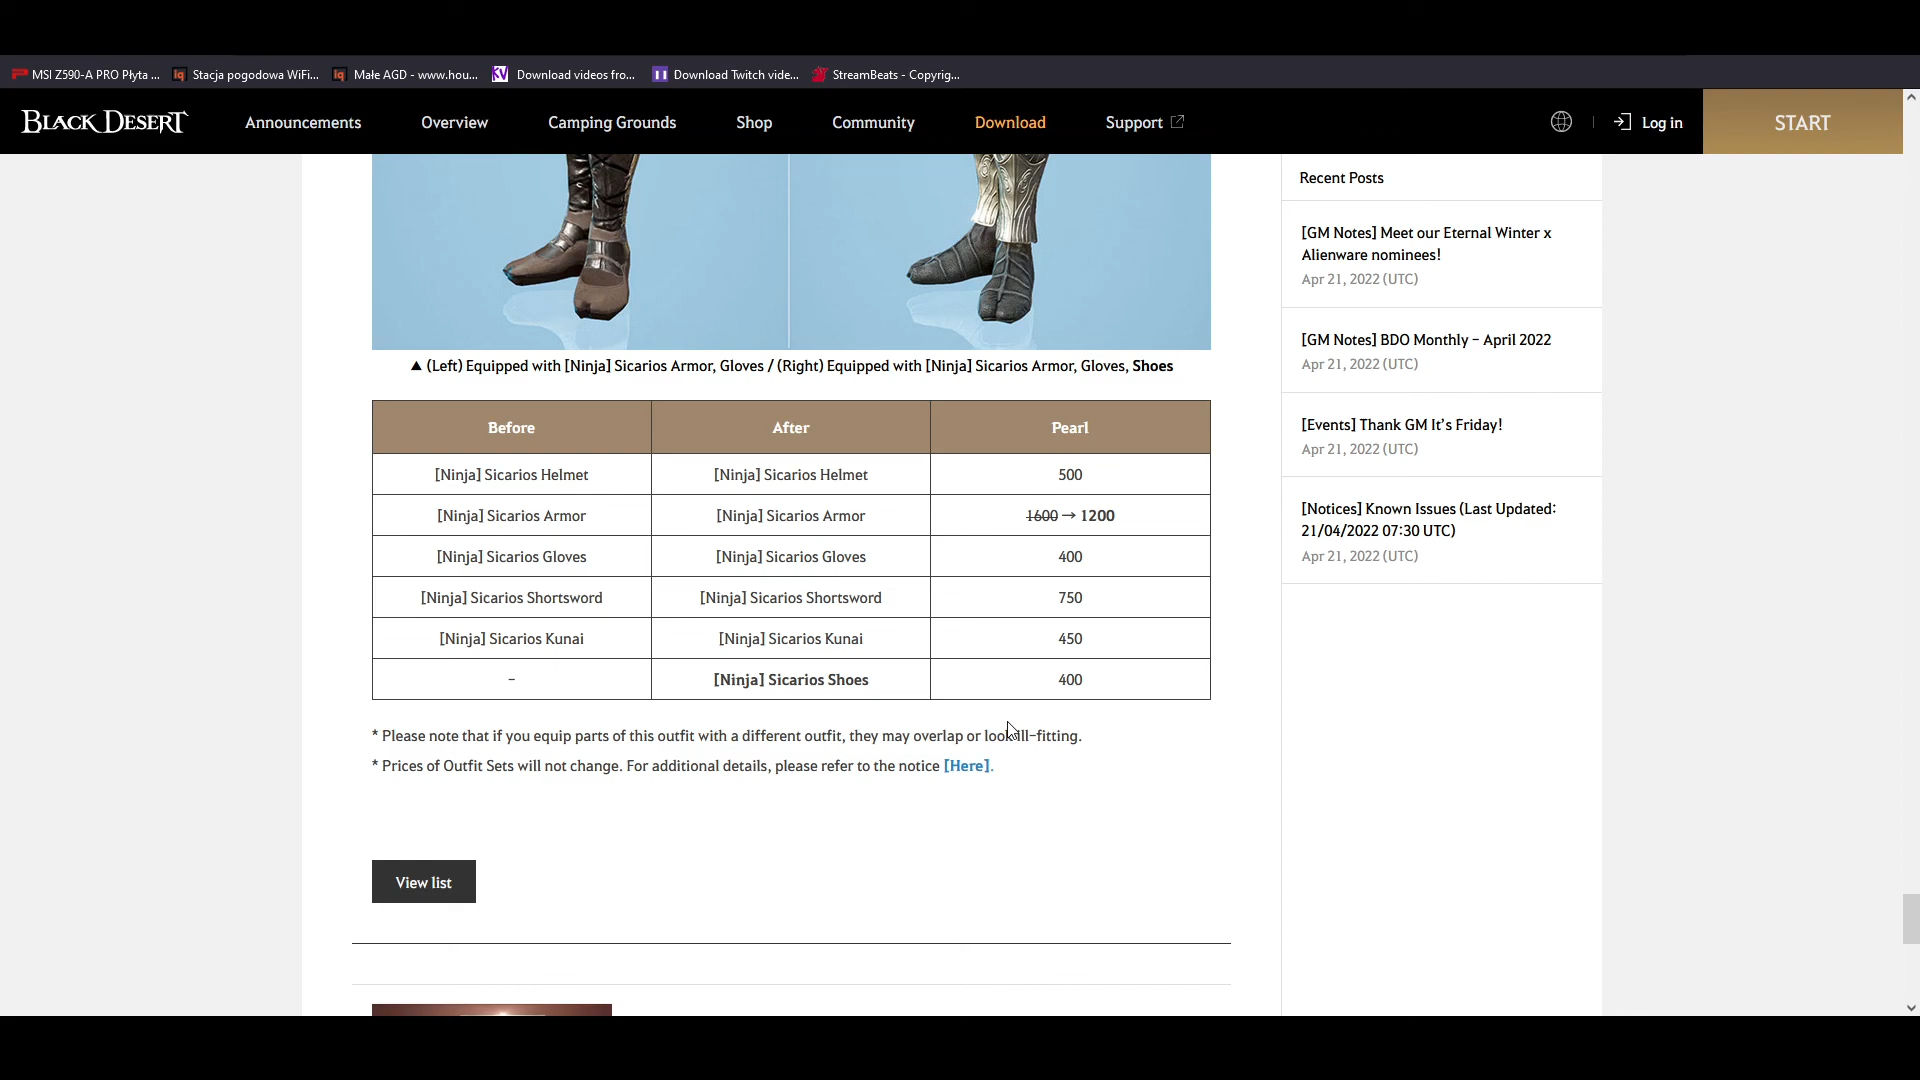 MSI Z590-A PRO Płyta ... Stacja pogodowa WiFi... Małe AGD - www.hou... Download videos fro... Download Twitch vide... StreamBeats - Copyrig...
BLACK DESERT Announcements Overview Camping Grounds Shop Community Download Support Log in START
▲ (Left) Equipped with [Ninja] Sicarios Armor, Gloves / (Right) Equipped with [Ninja] Sicarios Armor, Gloves, Shoes
Before After Pearl
[Ninja] Sicarios Helmet [Ninja] Sicarios Helmet 500
[Ninja] Sicarios Armor [Ninja] Sicarios Armor 1600 → 1200
[Ninja] Sicarios Gloves [Ninja] Sicarios Gloves 400
[Ninja] Sicarios Shortsword [Ninja] Sicarios Shortsword 750
[Ninja] Sicarios Kunai [Ninja] Sicarios Kunai 450
- [Ninja] Sicarios Shoes 400
* Please note that if you equip parts of this outfit with a different outfit, they may overlap or look ill-fitting.
* Prices of Outfit Sets will not change. For additional details, please refer to the notice [Here].
View list
Recent Posts
[GM Notes] Meet our Eternal Winter x
Alienware nominees!
Apr 21, 2022 (UTC)
[GM Notes] BDO Monthly - April 2022
Apr 21, 2022 (UTC)
[Events] Thank GM It's Friday!
Apr 21, 2022 (UTC)
[Notices] Known Issues (Last Updated:
21/04/2022 07:30 UTC)
Apr 21, 2022 (UTC)